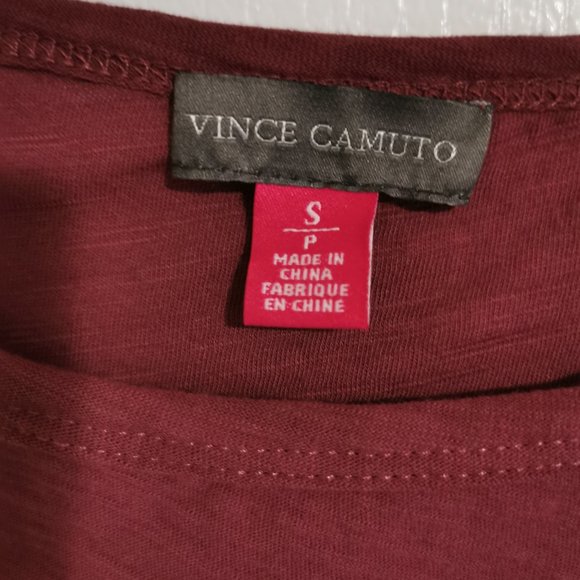 VINCE CAMUTO
S
P
MADE IN
CHINA
FABRIQUE
EN CHINE